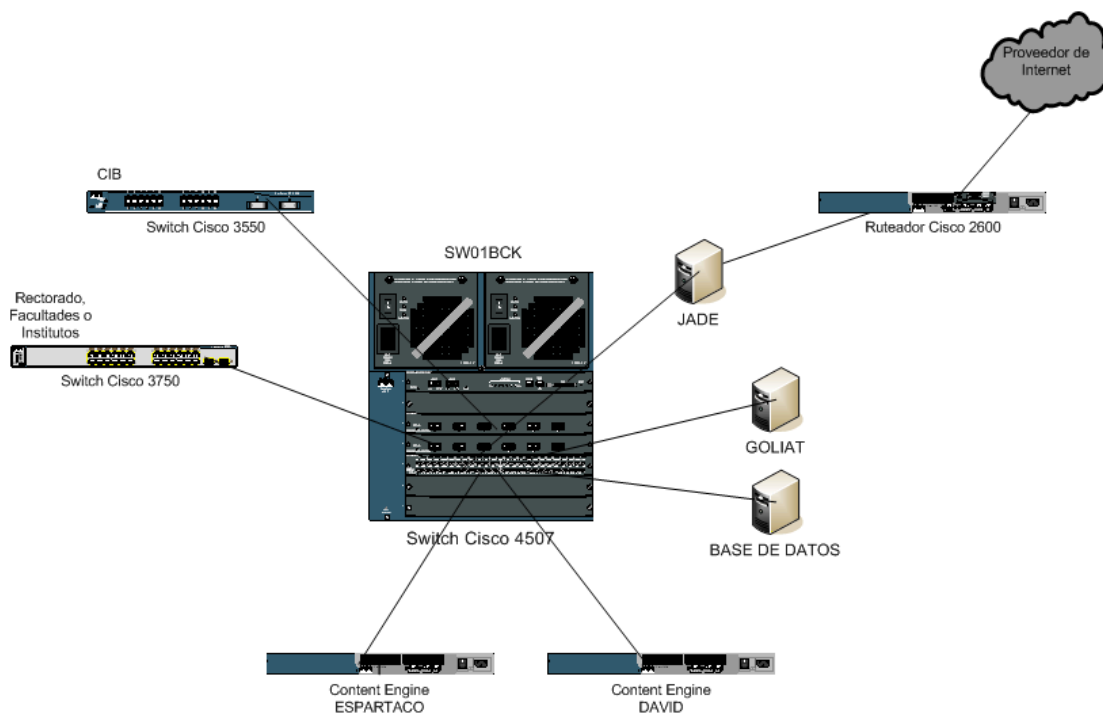 Proveedor de
Internet
CIB
Switch Cisco 3550
Ruteador Cisco 2600
SW01BCK
JADE
Rectorado,
Facultades o
Institutos
Switch Cisco 3750
GOLIAT
BASE DE DATOS
Switch Cisco 4507
Content Engine
ESPARTACO
Content Engine
DAVID